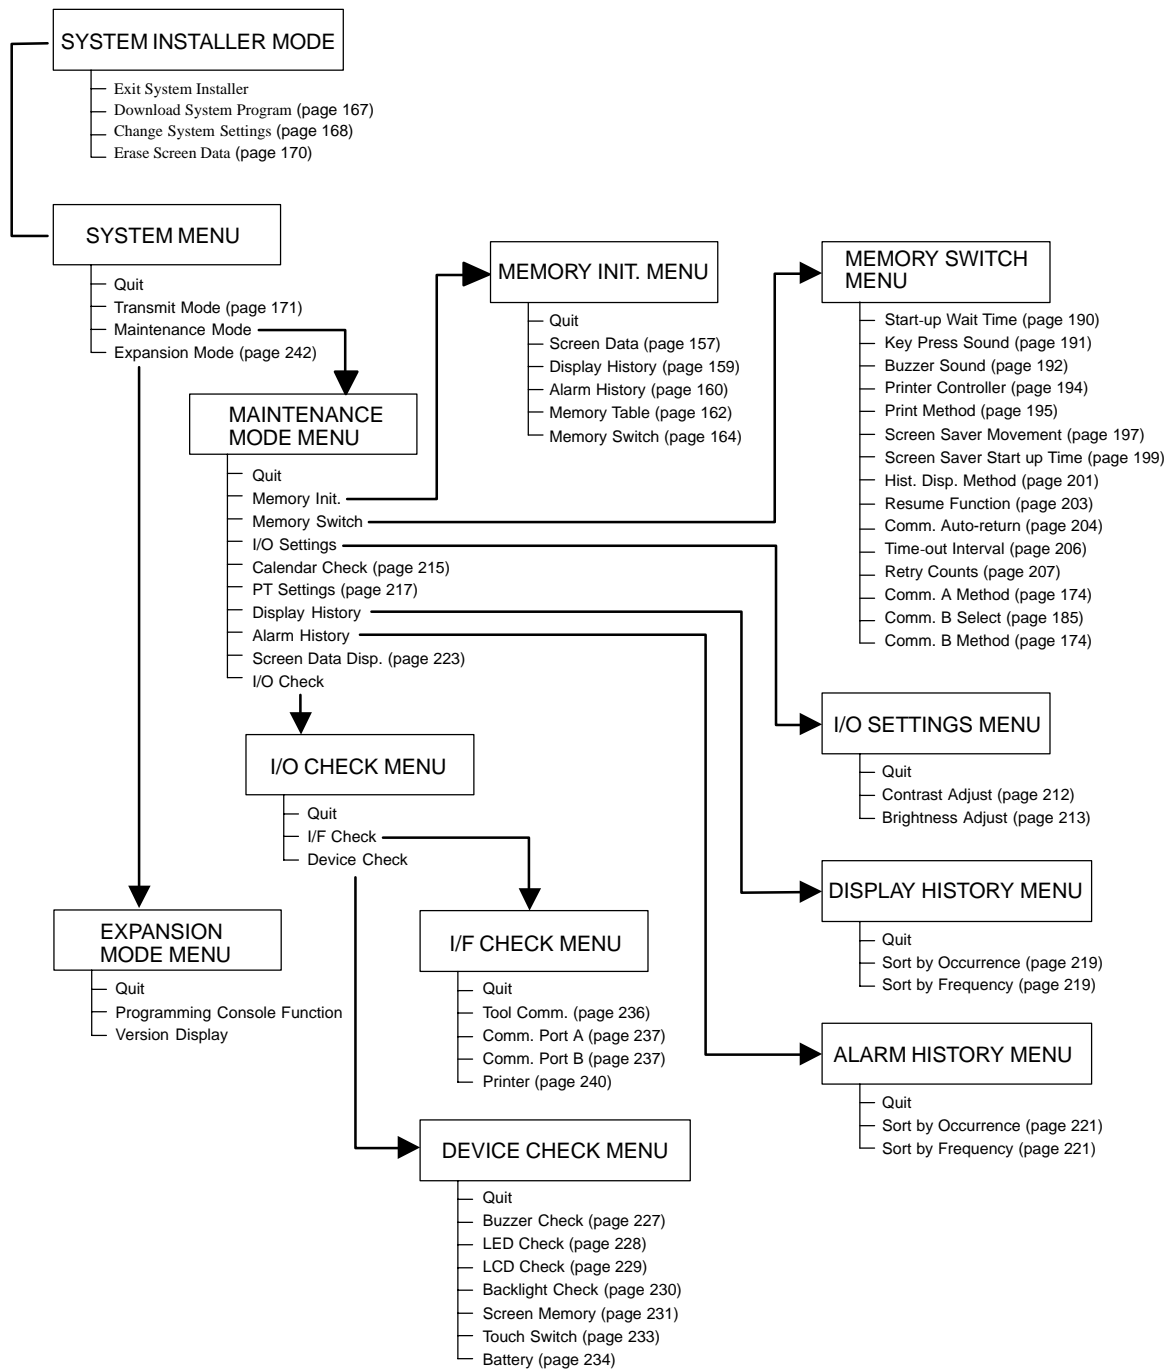 SYSTEM INSTALLER MODE
Exit System Installer
Download System Program (page 167)
Change System Settings (page 168)
Erase Screen Data (page 170)
SYSTEM MENU
Quit
Transmit Mode (page 171)
Maintenance Mode
Expansion Mode (page 242)
MAINTENANCE
MODE MENU
Quit
Memory Init.
Memory Switch
I/O Settings
Calendar Check (page 215)
PT Settings (page 217)
Display History
Alarm History
Screen Data Disp. (page 223)
I/O Check
MEMORY INIT. MENU
Quit
Screen Data (page 157)
Display History (page 159)
Alarm History (page 160)
Memory Table (page 162)
Memory Switch (page 164)
MEMORY SWITCH
MENU
Start-up Wait Time (page 190)
Key Press Sound (page 191)
Buzzer Sound (page 192)
Printer Controller (page 194)
Print Method (page 195)
Screen Saver Movement (page 197)
Screen Saver Start up Time (page 199)
Hist. Disp. Method (page 201)
Resume Function (page 203)
Comm. Auto-return (page 204)
Time-out Interval (page 206)
Retry Counts (page 207)
Comm. A Method (page 174)
Comm. B Select (page 185)
Comm. B Method (page 174)
I/O SETTINGS MENU
Quit
Contrast Adjust (page 212)
Brightness Adjust (page 213)
I/O CHECK MENU
Quit
I/F Check
Device Check
DISPLAY HISTORY MENU
Quit
Sort by Occurrence (page 219)
Sort by Frequency (page 219)
EXPANSION
MODE MENU
Quit
Programming Console Function
Version Display
I/F CHECK MENU
Quit
Tool Comm. (page 236)
Comm. Port A (page 237)
Comm. Port B (page 237)
Printer (page 240)
ALARM HISTORY MENU
Quit
Sort by Occurrence (page 221)
Sort by Frequency (page 221)
DEVICE CHECK MENU
Quit
Buzzer Check (page 227)
LED Check (page 228)
LCD Check (page 229)
Backlight Check (page 230)
Screen Memory (page 231)
Touch Switch (page 233)
Battery (page 234)